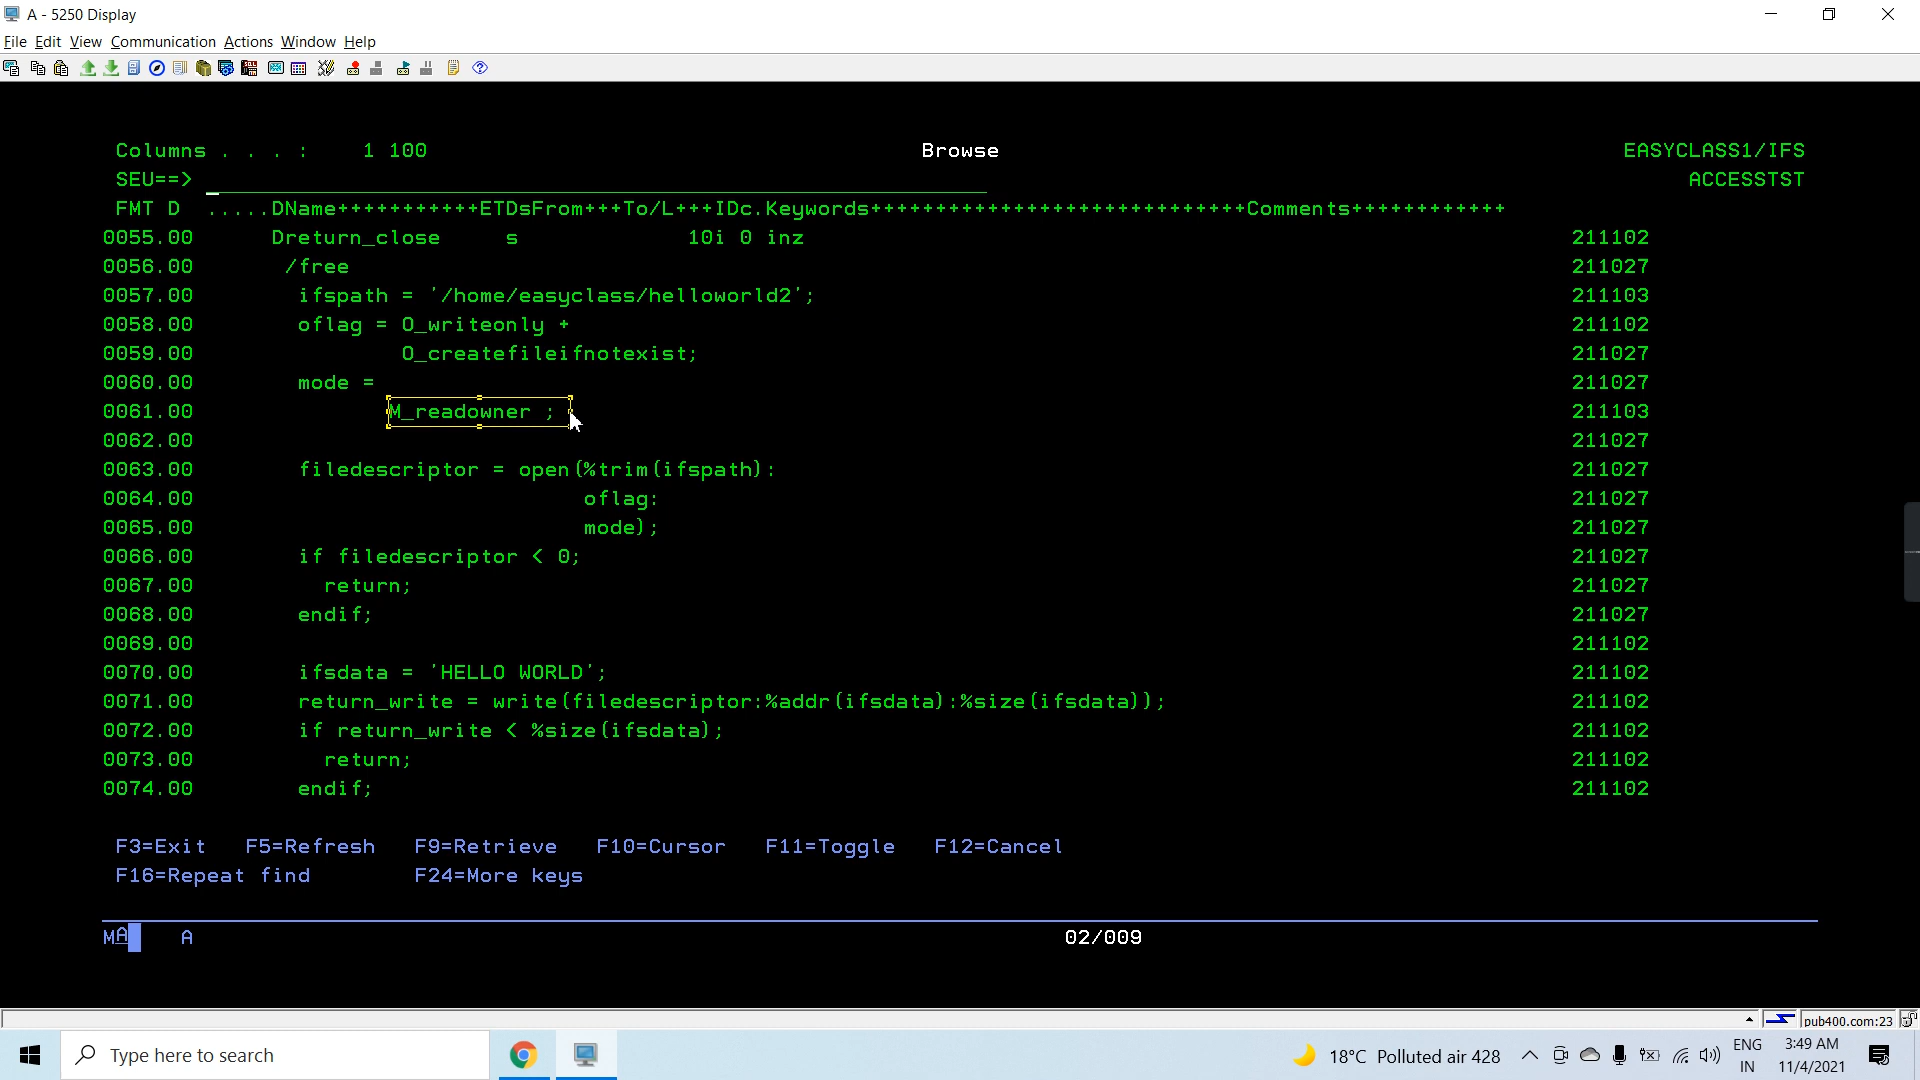 A - 5250 Display
File Edit View Communication Actions Window Help
Columns . . . : 1 100 Browse EASYCLASS1/IFS
SEU==> ACCESSTST
FMT D .....DName+++++++++++ETDsFrom+++To/L+++IDc.Keywords+++++++++++++++++++++++++++++Comments++++++++++++
0055.00 Dreturn_close s 10i 0 inz 211102
0056.00 /free 211027
0057.00 ifspath = '/home/easyclass/helloworld2'; 211103
0058.00 oflag = O_writeonly + 211102
0059.00 O_createfileifnotexist; 211027
0060.00 mode = 211027
0061.00 M_readowner ; 211103
0062.00 211027
0063.00 filedescriptor = open(%trim(ifspath): 211027
0064.00 oflag: 211027
0065.00 mode); 211027
0066.00 if filedescriptor < 0; 211027
0067.00 return; 211027
0068.00 endif; 211027
0069.00 211102
0070.00 ifsdata = 'HELLO WORLD'; 211102
0071.00 return_write = write(filedescriptor:%addr(ifsdata):%size(ifsdata)); 211102
0072.00 if return_write < %size(ifsdata); 211102
0073.00 return; 211102
0074.00 endif; 211102
F3=Exit F5=Refresh F9=Retrieve F10=Cursor F11=Toggle F12=Cancel
F16=Repeat find F24=More keys
MA A 02/009
pub400.com:23
Type here to search 18°C Polluted air 428 ENG IN 3:49 AM 11/4/2021